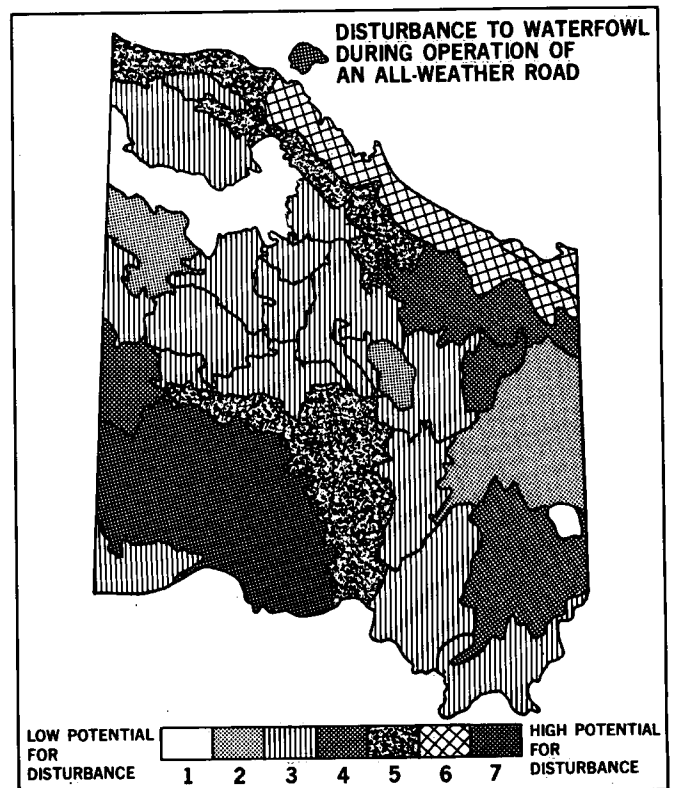 DISTURBANCE TO WATERFOWL
DURING OPERATION OF
AN ALL-WEATHER ROAD
LOW POTENTIAL
FOR
DISTURBANCE
1 2 3 4 5 6 7
HIGH POTENTIAL
FOR
DISTURBANCE